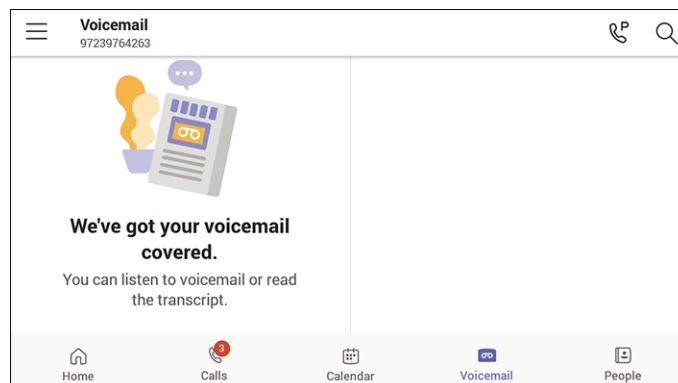 Voicemail
97239764263
P
We've got your voicemail
covered.
You can listen to voicemail or read
the transcript.
3
Home
Calls
Calendar
Voicemail
People